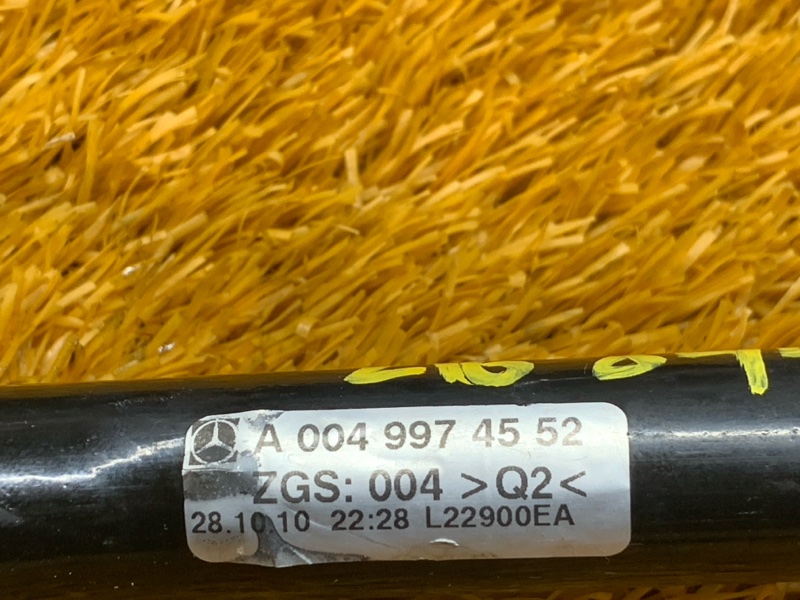 A 004 997 45 52
ZGS: 004 >Q2<
28.10.10 22:28 L22900EA